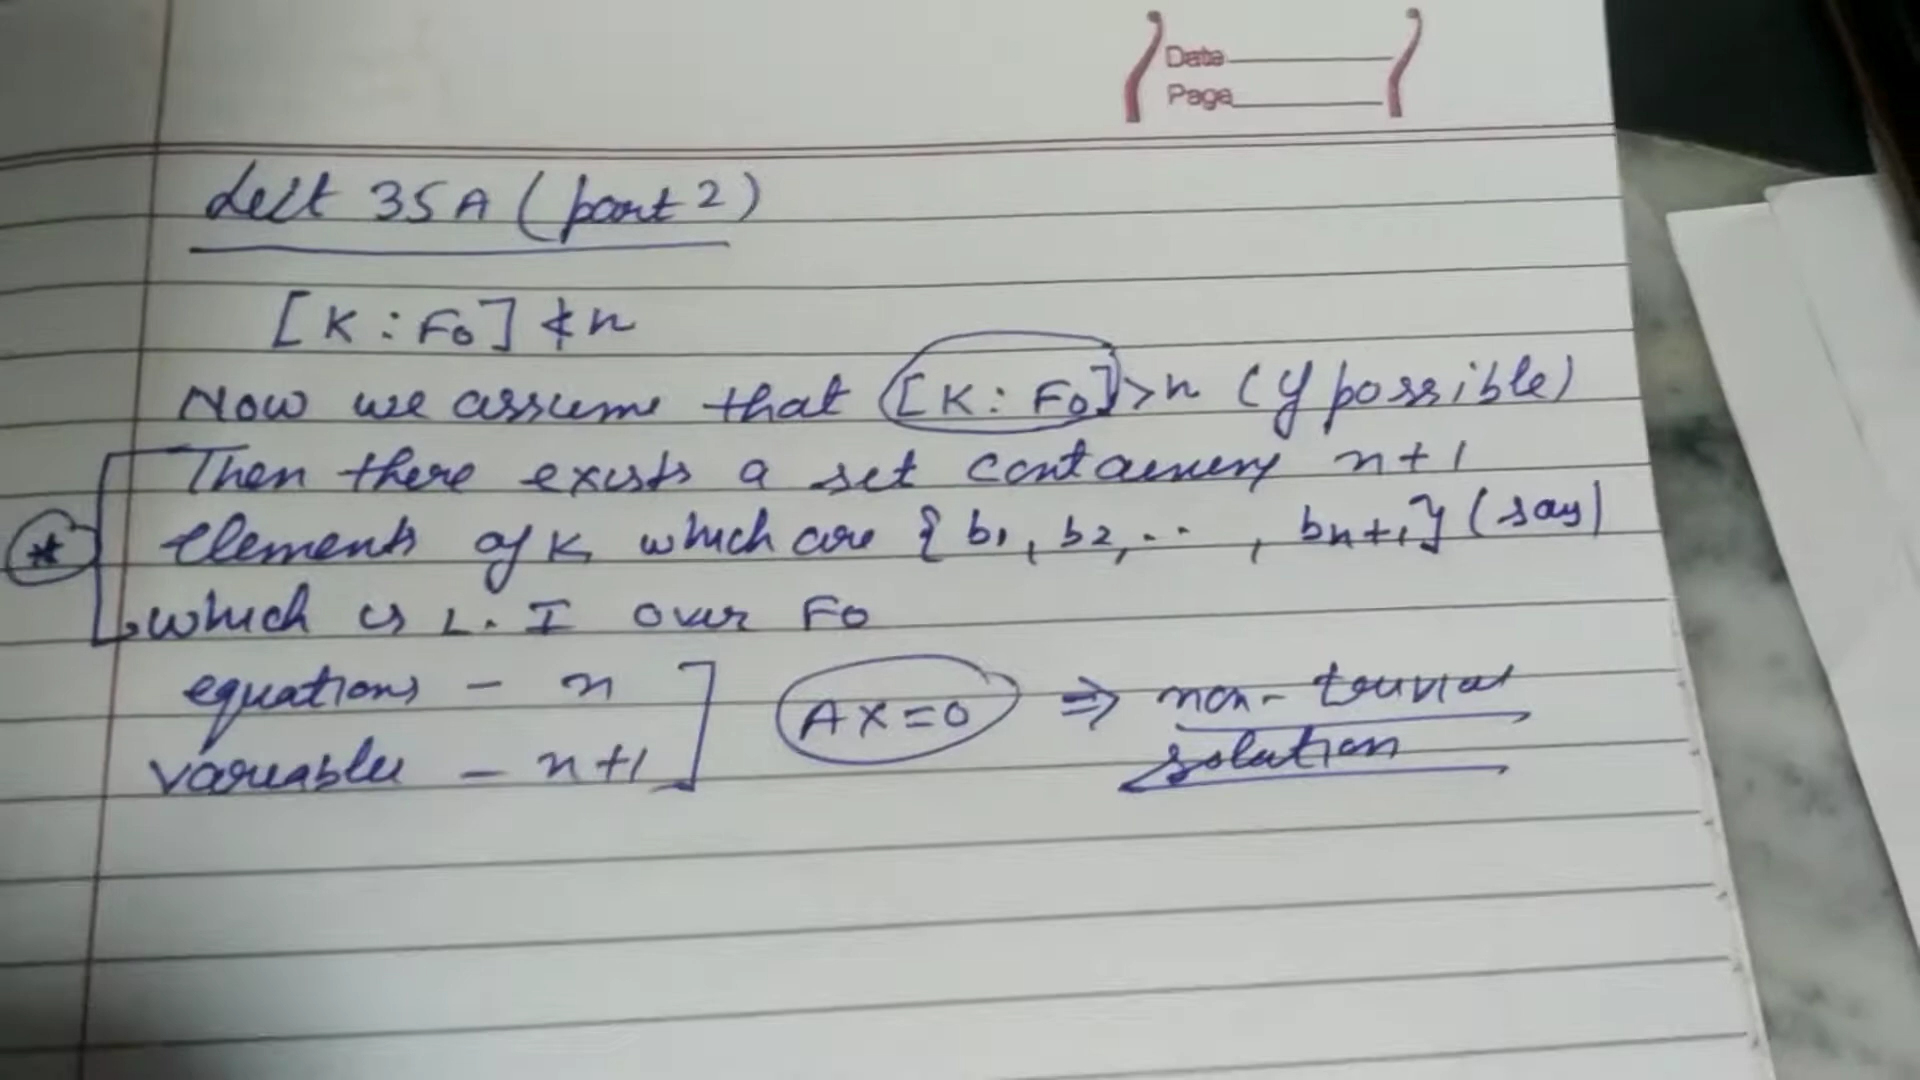 Date
Page
Lect 35A (part 2)
[K : F0] ≮ n
Now we assume that [K : F0] > n (if possible)
Then there exists a set containing n+1
elements of K which are { b1, b2, .. , bn+1} (say)
which is L.I over F0
equations - n
variables - n+1
AX=0 ⇒ non-trivial
solution